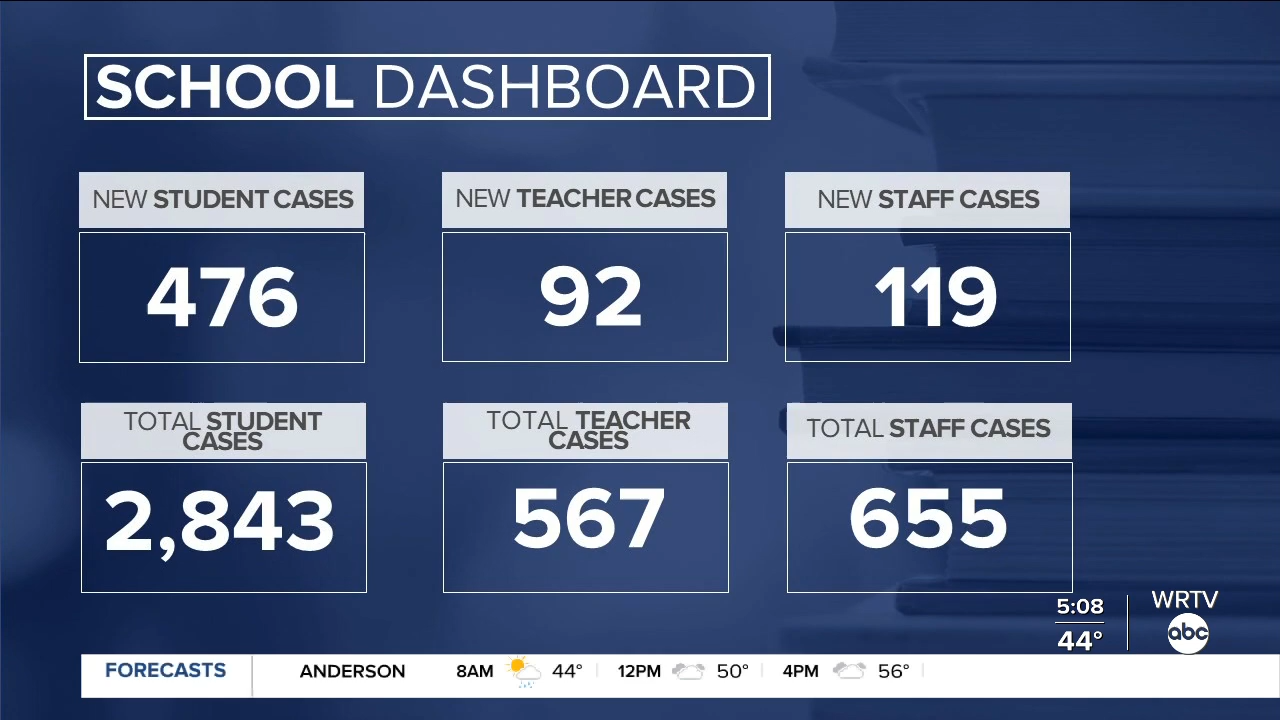 SCHOOL DASHBOARD
NEW STUDENT CASES
476
NEW TEACHER CASES
92
NEW STAFF CASES
119
TOTAL STUDENT
CASES
2,843
TOTAL TEACHER
CASES
567
TOTAL STAFF CASES
655
5:08
44°
WRTV
abc
FORECASTS ANDERSON 8AM 44° 12PM 50° 4PM 56°